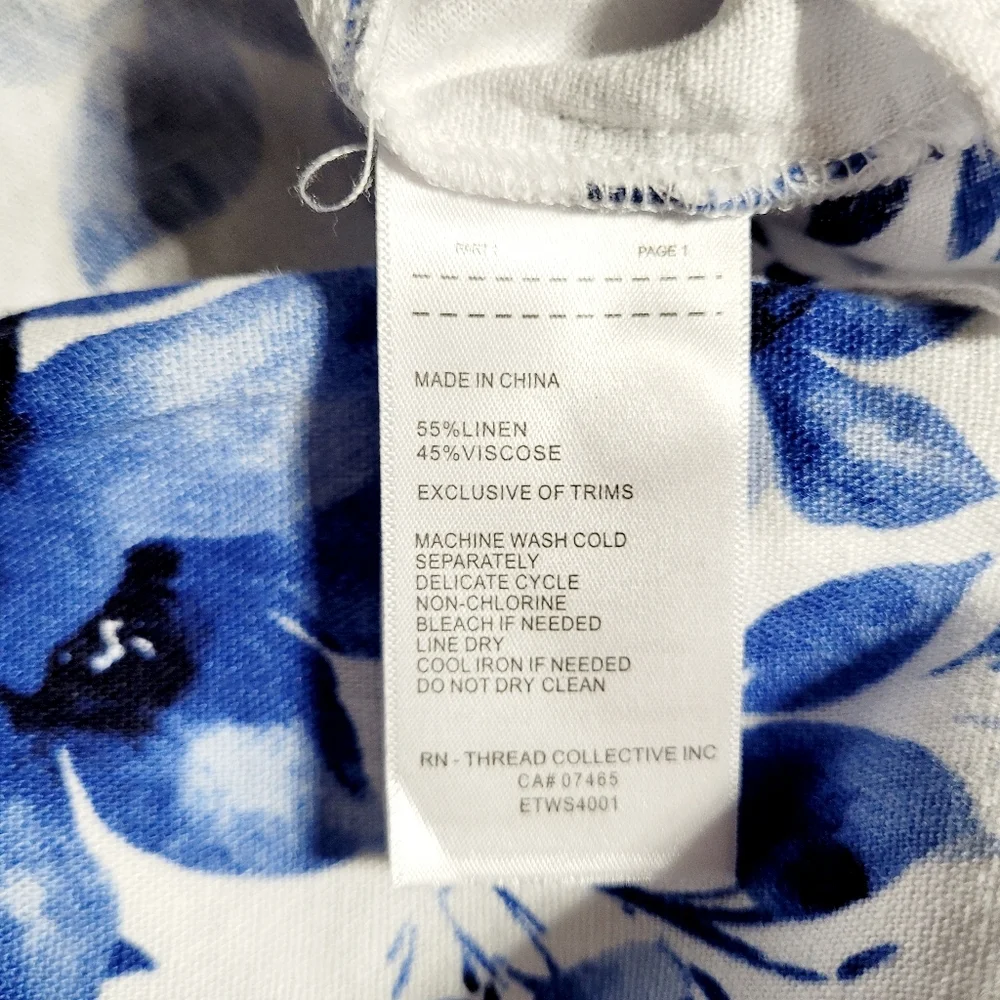 PART 1 PAGE 1
MADE IN CHINA
55%LINEN
45%VISCOSE
EXCLUSIVE OF TRIMS
MACHINE WASH COLD
SEPARATELY
DELICATE CYCLE
NON-CHLORINE
BLEACH IF NEEDED
LINE DRY
COOL IRON IF NEEDED
DO NOT DRY CLEAN
RN - THREAD COLLECTIVE INC
CA# 07465
ETWS4001